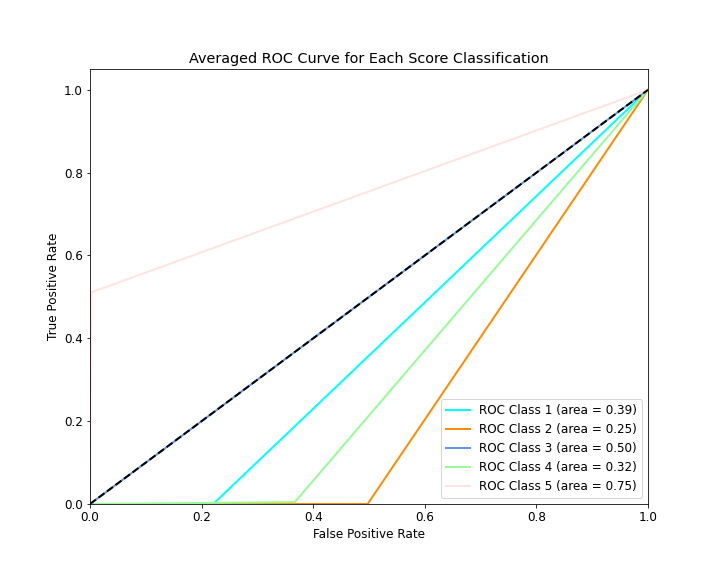 Averaged ROC Curve for Each Score Classification
True Positive Rate
1.0
0.8
0.6
0.4
0.2
0.0
ROC Class 1 (area = 0.39)
ROC Class 2 (area = 0.25)
ROC Class 3 (area = 0.50)
ROC Class 4 (area = 0.32)
ROC Class 5 (area = 0.75)
0.0 0.2 0.4 0.6 0.8 1.0
False Positive Rate